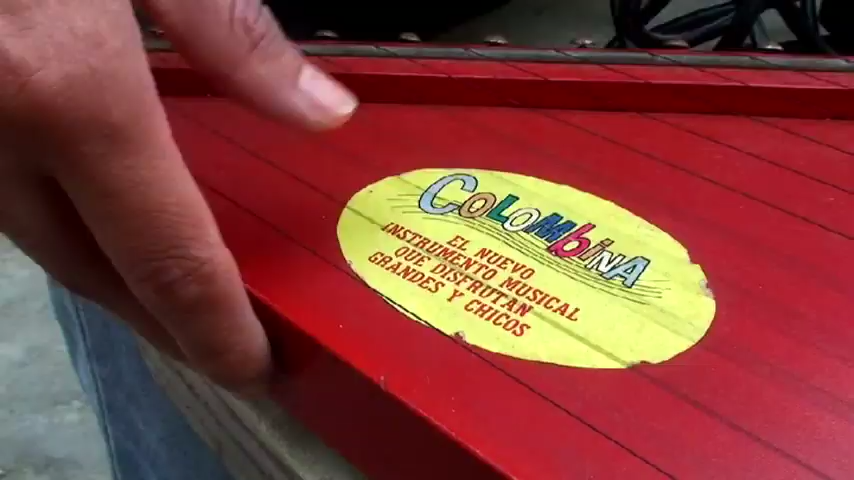 COLOMbiNA
EL NUEVO
INSTRUMENTO MUSICAL
QUE DISFRUTAN
GRANDES Y CHICOS